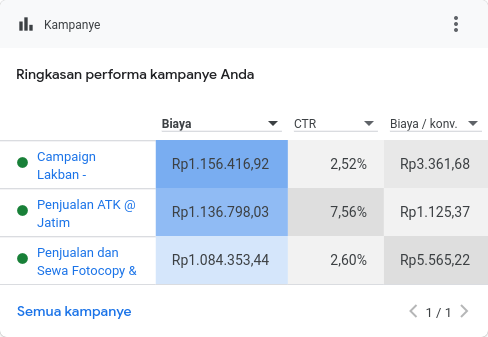 Kampanye
Ringkasan performa kampanye Anda
Biaya CTR Biaya / konv.
Campaign
Lakban -
Rp1.156.416,92 2,52% Rp3.361,68
Penjualan ATK @
Jatim
Rp1.136.798,03 7,56% Rp1.125,37
Penjualan dan
Sewa Fotocopy &
Rp1.084.353,44 2,60% Rp5.565,22
Semua kampanye
1 / 1